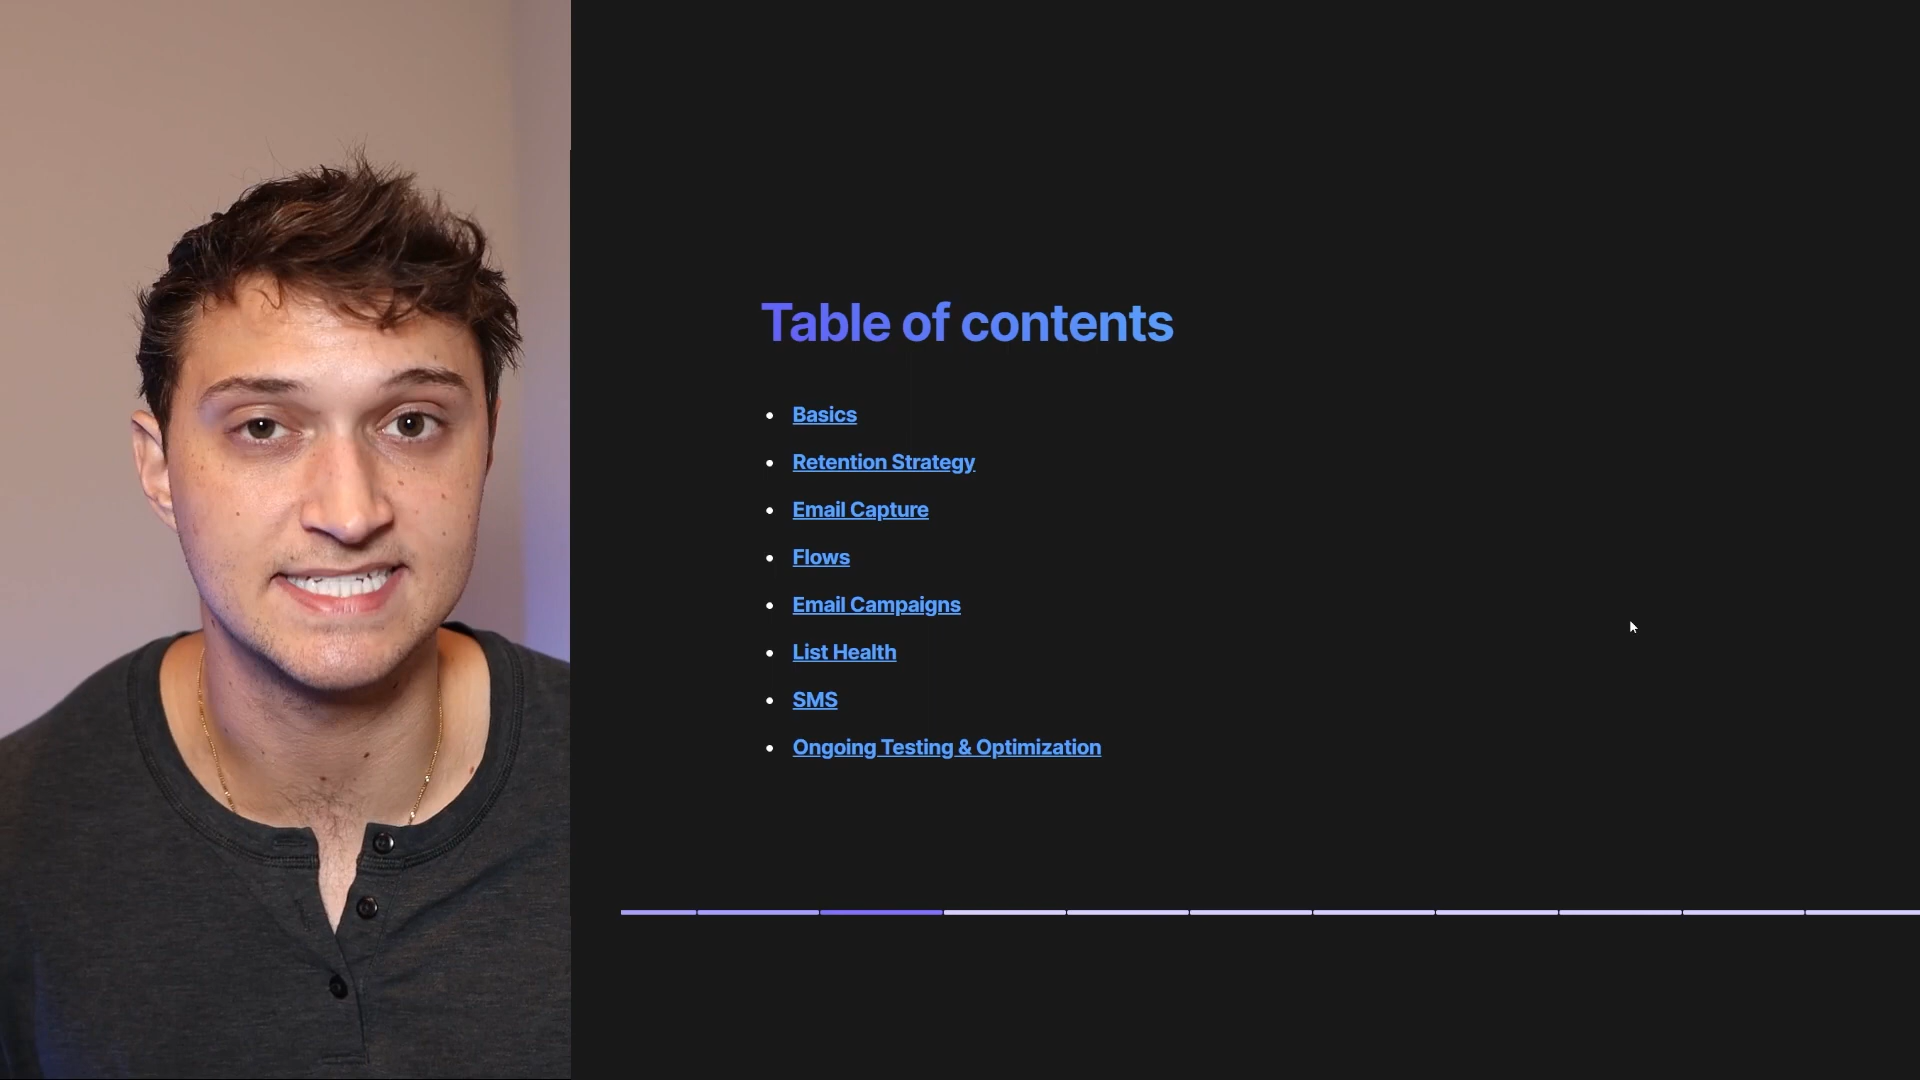 Table of contents
Basics
Retention Strategy
Email Capture
Flows
Email Campaigns
List Health
SMS
Ongoing Testing & Optimization